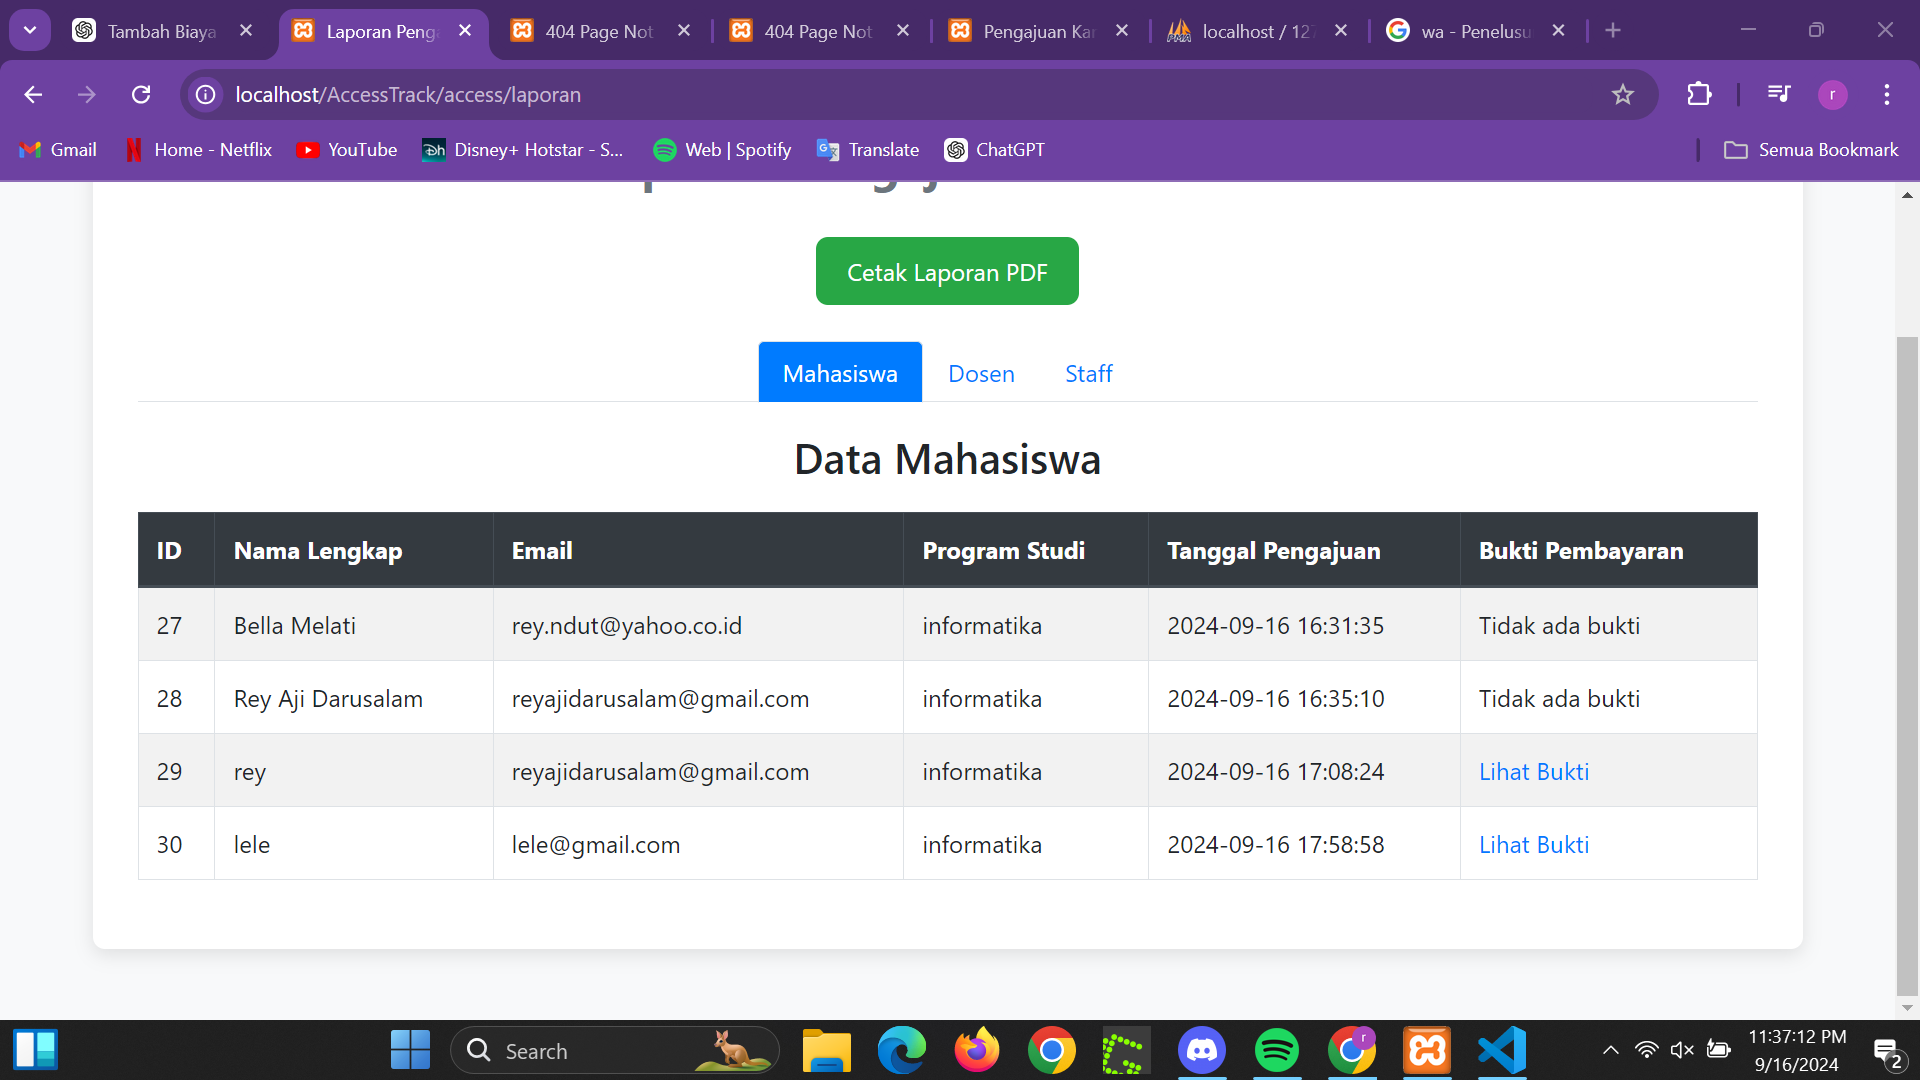 Tambah Biaya
Laporan Penga
404 Page Not
404 Page Not
Pengajuan Kar
localhost / 127
wa - Penelusu
localhost/AccessTrack/access/laporan
r
Gmail
Home - Netflix
YouTube
Disney+ Hotstar - S...
Web | Spotify
Translate
ChatGPT
Semua Bookmark
Cetak Laporan PDF
Mahasiswa
Dosen
Staff
Data Mahasiswa
ID Nama Lengkap Email Program Studi Tanggal Pengajuan Bukti Pembayaran
27 Bella Melati rey.ndut@yahoo.co.id informatika 2024-09-16 16:31:35 Tidak ada bukti
28 Rey Aji Darusalam reyajidarusalam@gmail.com informatika 2024-09-16 16:35:10 Tidak ada bukti
29 rey reyajidarusalam@gmail.com informatika 2024-09-16 17:08:24 Lihat Bukti
30 lele lele@gmail.com informatika 2024-09-16 17:58:58 Lihat Bukti
Search
11:37:12 PM
9/16/2024
2